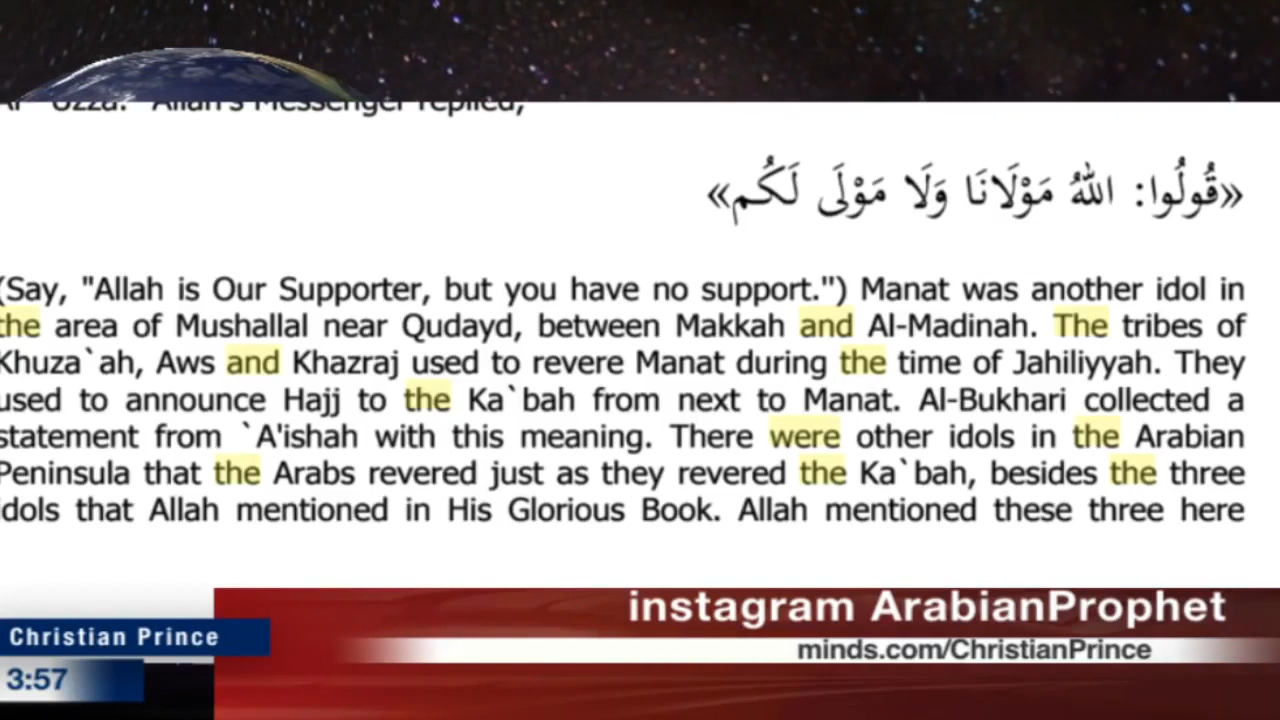 Al-`Uzza." Allah's Messenger replied,
«قُولُوا: اللهُ مَوْلَانَا وَلَا مَوْلَى لَكُم»
(Say, "Allah is Our Supporter, but you have no support.") Manat was another idol in
the area of Mushallal near Qudayd, between Makkah and Al-Madinah. The tribes of
Khuza`ah, Aws and Khazraj used to revere Manat during the time of Jahiliyyah. They
used to announce Hajj to the Ka`bah from next to Manat. Al-Bukhari collected a
statement from `A'ishah with this meaning. There were other idols in the Arabian
Peninsula that the Arabs revered just as they revered the Ka`bah, besides the three
idols that Allah mentioned in His Glorious Book. Allah mentioned these three here
instagram ArabianProphet
Christian Prince
minds.com/ChristianPrince
3:57